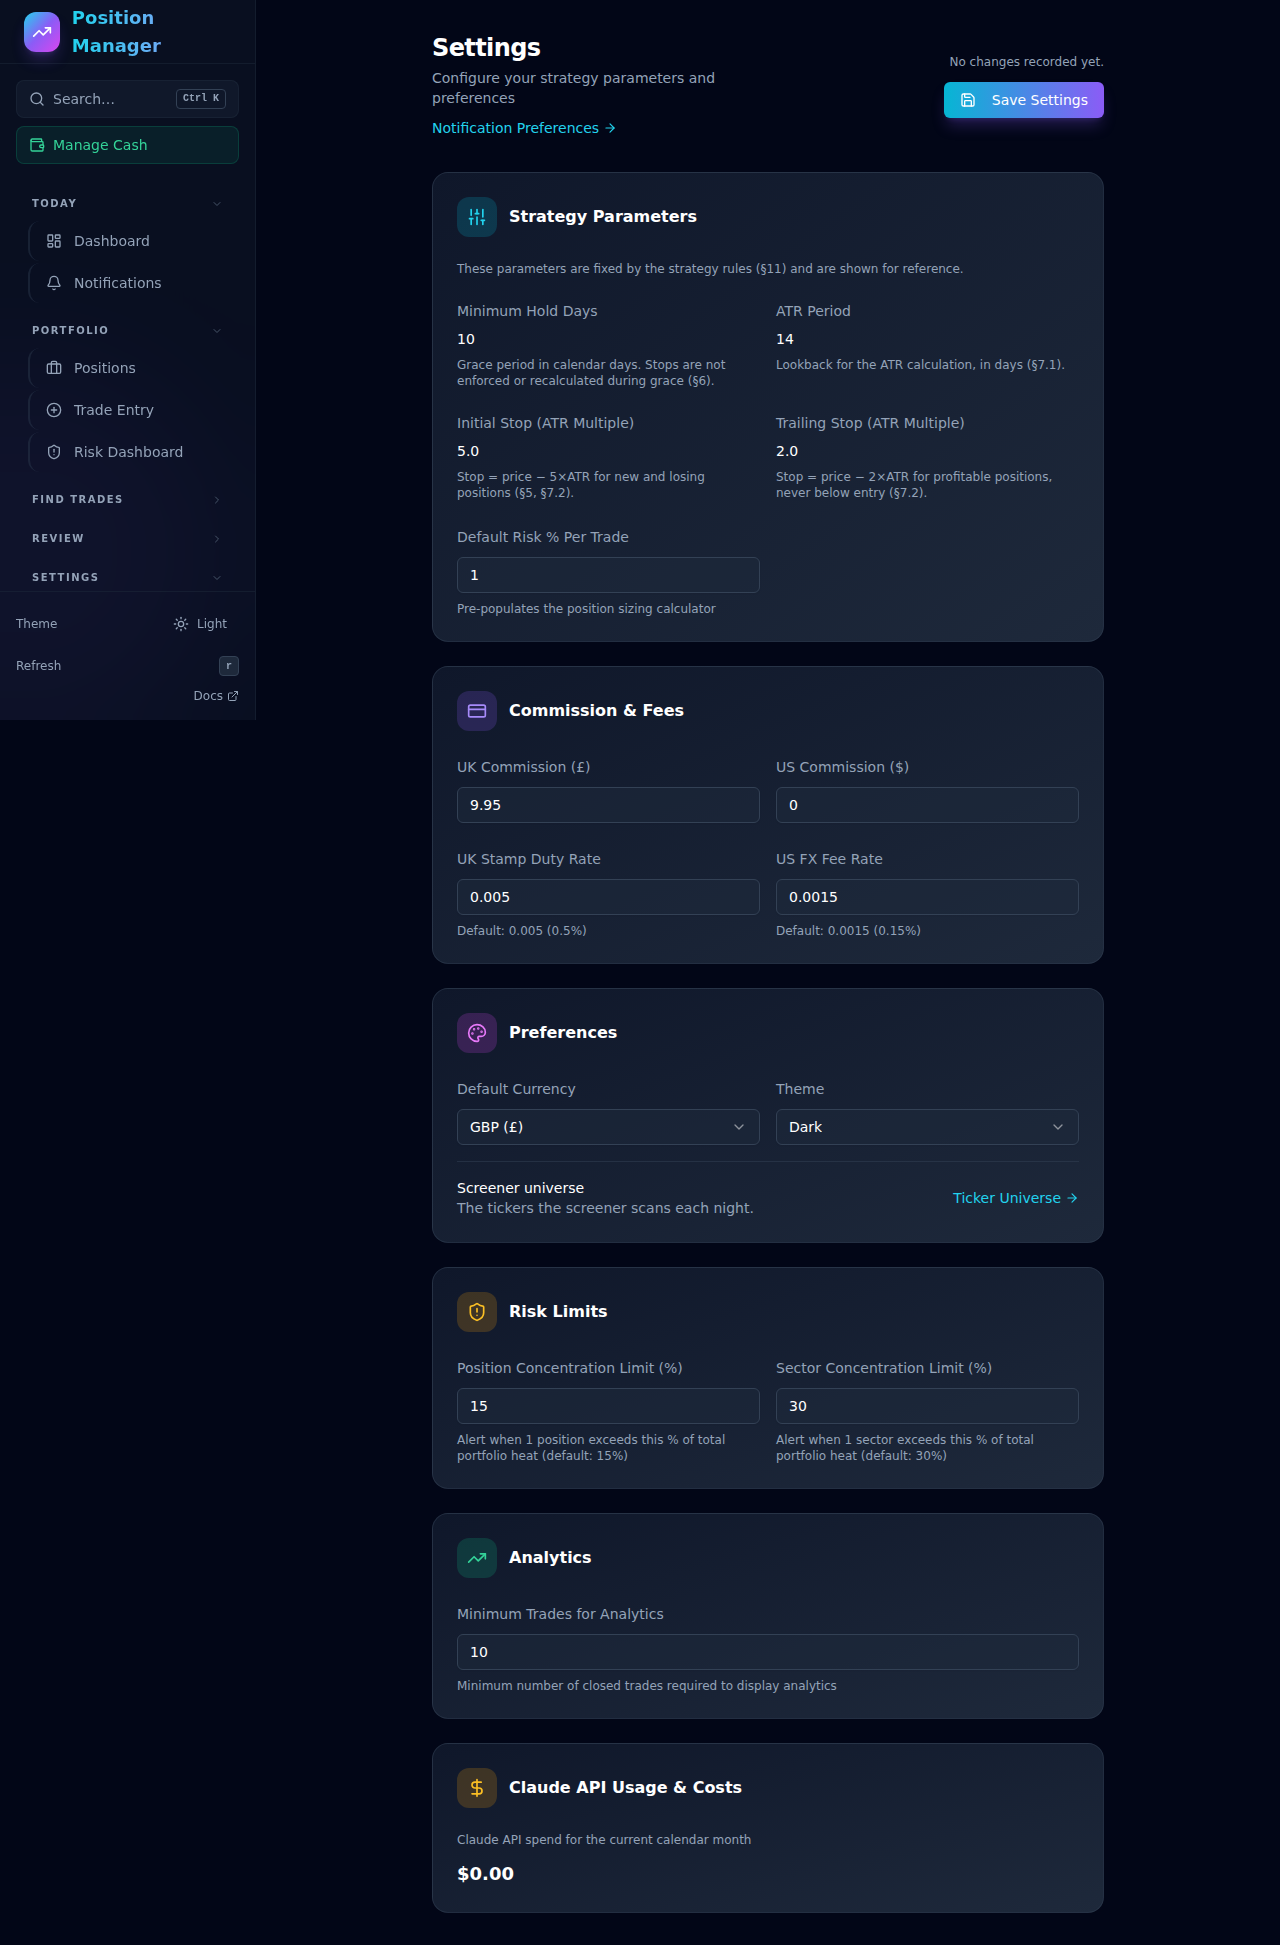 Position
Manager
Search...
Ctrl K
Manage Cash
TODAY
Dashboard
Notifications
PORTFOLIO
Positions
Trade Entry
Risk Dashboard
FIND TRADES
REVIEW
SETTINGS
Theme
Light
Refresh
r
Docs
Settings
Configure your strategy parameters and
preferences
Notification Preferences
No changes recorded yet.
Save Settings
Strategy Parameters
These parameters are fixed by the strategy rules (§11) and are shown for reference.
Minimum Hold Days
10
Grace period in calendar days. Stops are not
enforced or recalculated during grace (§6).
ATR Period
14
Lookback for the ATR calculation, in days (§7.1).
Initial Stop (ATR Multiple)
5.0
Stop = price − 5×ATR for new and losing
positions (§5, §7.2).
Trailing Stop (ATR Multiple)
2.0
Stop = price − 2×ATR for profitable positions,
never below entry (§7.2).
Default Risk % Per Trade
1
Pre-populates the position sizing calculator
Commission & Fees
UK Commission (£)
9.95
US Commission ($)
0
UK Stamp Duty Rate
0.005
Default: 0.005 (0.5%)
US FX Fee Rate
0.0015
Default: 0.0015 (0.15%)
Preferences
Default Currency
GBP (£)
Theme
Dark
Screener universe
The tickers the screener scans each night.
Ticker Universe
Risk Limits
Position Concentration Limit (%)
15
Alert when 1 position exceeds this % of total
portfolio heat (default: 15%)
Sector Concentration Limit (%)
30
Alert when 1 sector exceeds this % of total
portfolio heat (default: 30%)
Analytics
Minimum Trades for Analytics
10
Minimum number of closed trades required to display analytics
Claude API Usage & Costs
Claude API spend for the current calendar month
$0.00